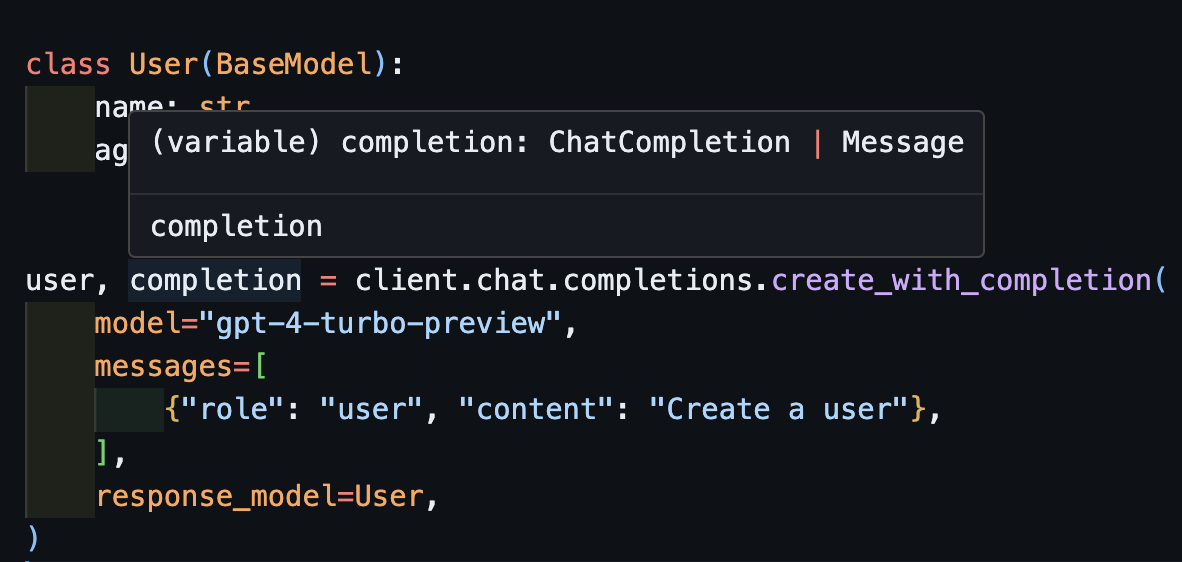 class User(BaseModel):
name: str
ag
(variable) completion: ChatCompletion | Message
completion
user, completion = client.chat.completions.create_with_completion(
model="gpt-4-turbo-preview",
messages=[
{"role": "user", "content": "Create a user"},
],
response_model=User,
)